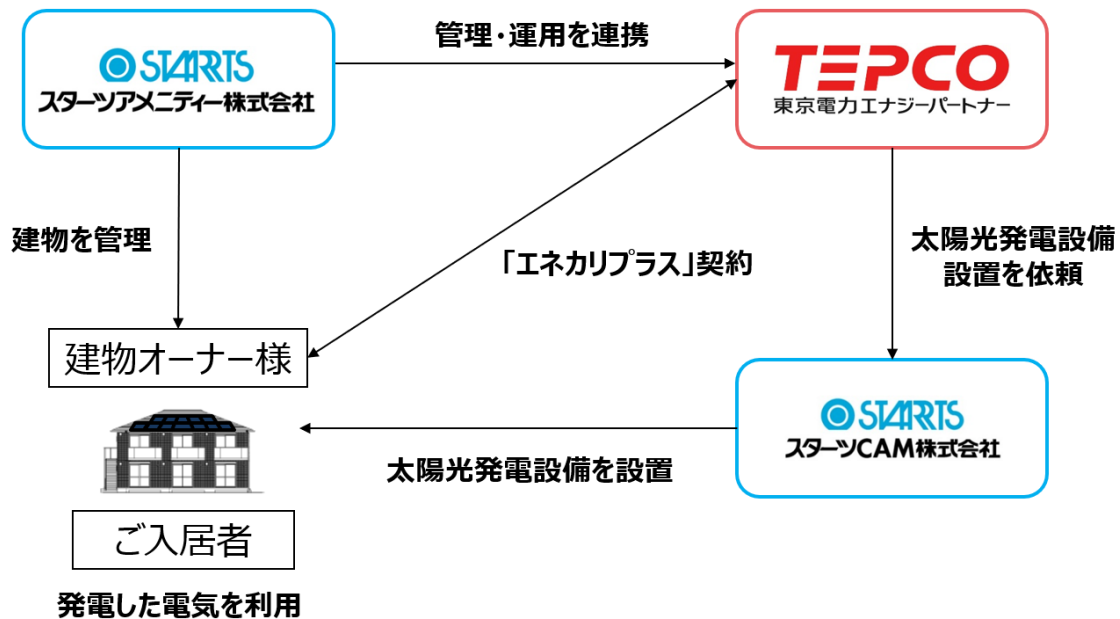 管理・運用を連携
STARTS
スターツアメニティー株式会社
TEPCO
東京電力エナジーパートナー
建物を管理
「エネカリプラス」契約
太陽光発電設備
設置を依頼
建物オーナー様
STARTS
スターツCAM株式会社
太陽光発電設備を設置
ご入居者
発電した電気を利用